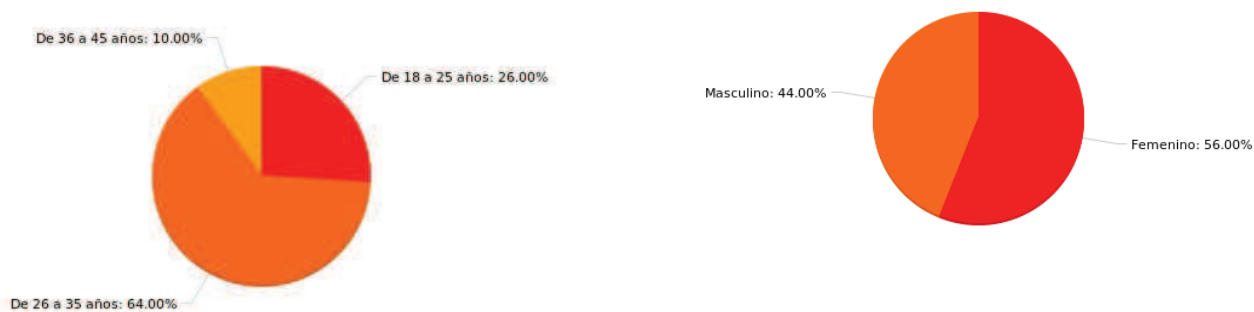 De 36 a 45 años: 10.00%
De 18 a 25 años: 26.00%
De 26 a 35 años: 64.00%
Masculino: 44.00%
Femenino: 56.00%